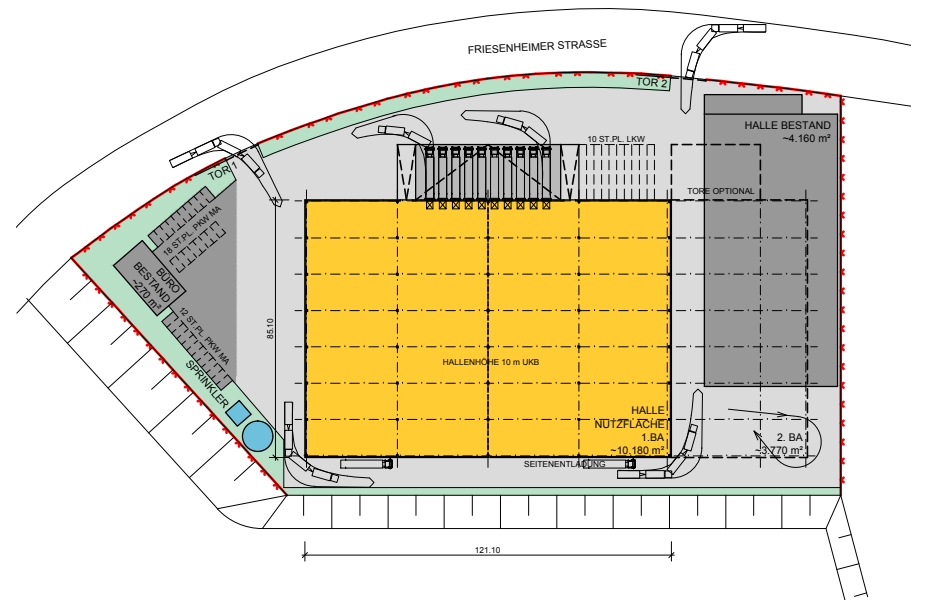 FRIESENHEIMER STRASSE
TOR 2
HALLE BESTAND
~4.160 m²
10 ST.PL. LKW
TOR 1
TORE OPTIONAL
18 ST.PL. PKW MA
BÜRO
BESTAND
~270 m²
12 ST.PL. PKW MA
85.10
HALLENHÖHE 10 m UKB
SPRINKLER
HALLE
NUTZFLÄCHE
1.BA
~10.180 m²
2. BA
~3.770 m²
SEITENENTLADUNG
121.10